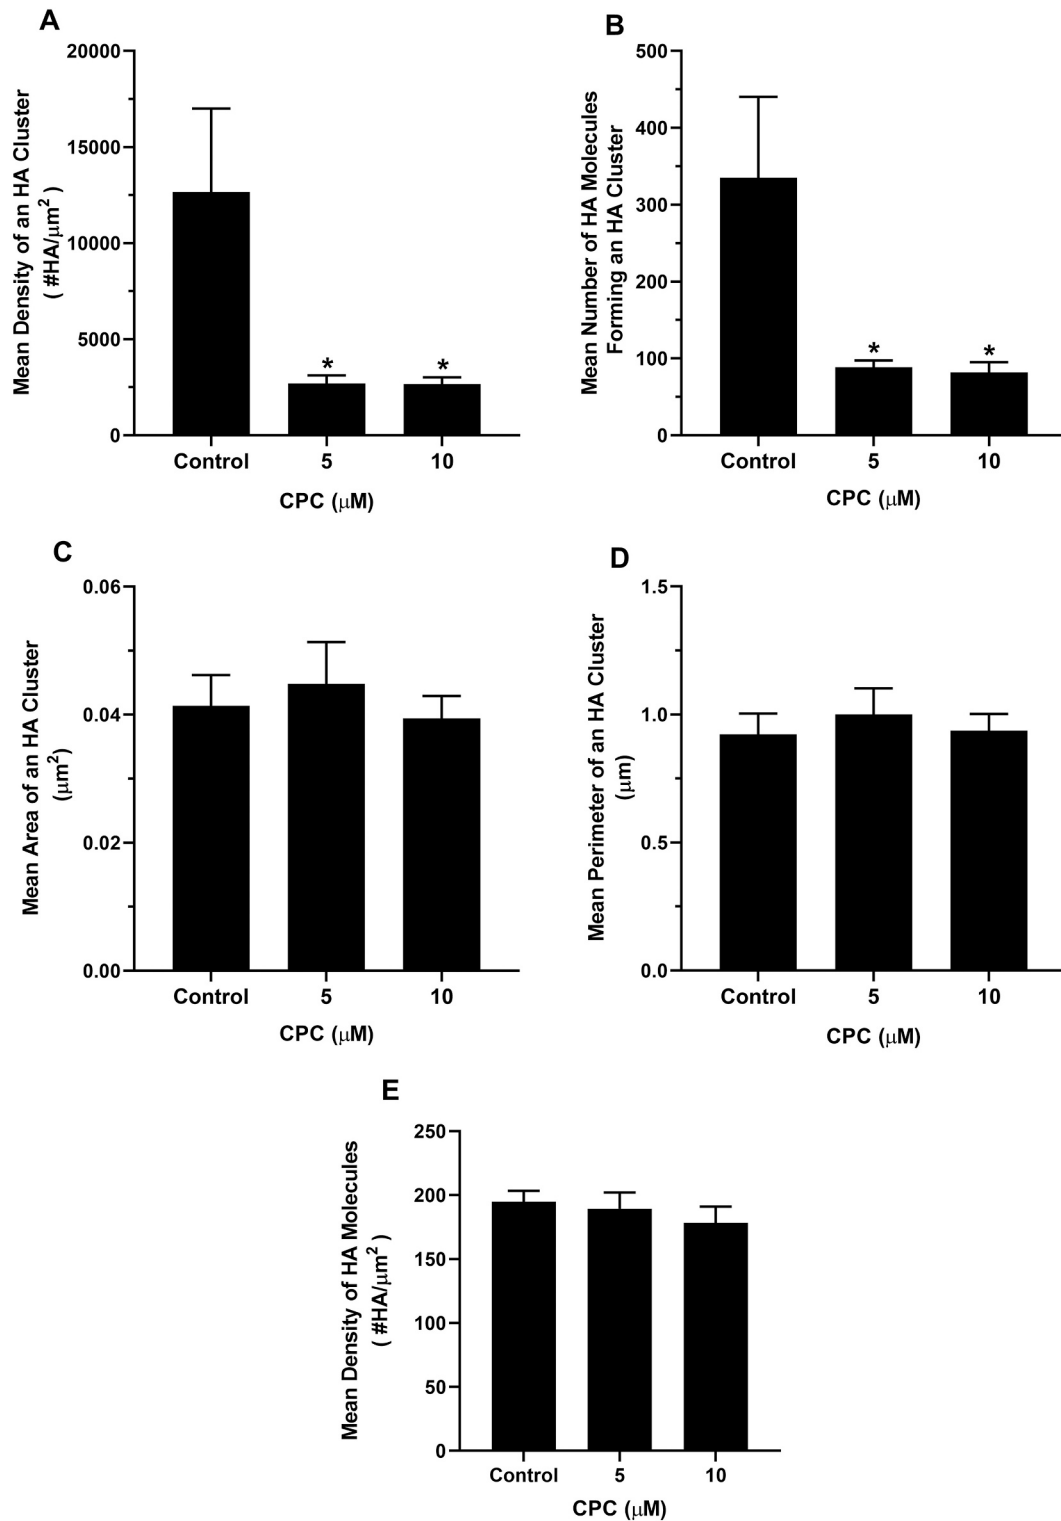 A
Mean Density of an HA Cluster
( #HA/μm² )
20000
15000
10000
5000
0
*
*
Control
5
10
CPC (μM)
B
Mean Number of HA Molecules
Forming an HA Cluster
500
400
300
200
100
0
*
*
Control
5
10
CPC (μM)
C
Mean Area of an HA Cluster
(μm²)
0.06
0.04
0.02
0.00
Control
5
10
CPC (μM)
D
Mean Perimeter of an HA Cluster
(μm)
1.5
1.0
0.5
0.0
Control
5
10
CPC (μM)
E
Mean Density of HA Molecules
( #HA/μm² )
250
200
150
100
50
0
Control
5
10
CPC (μM)